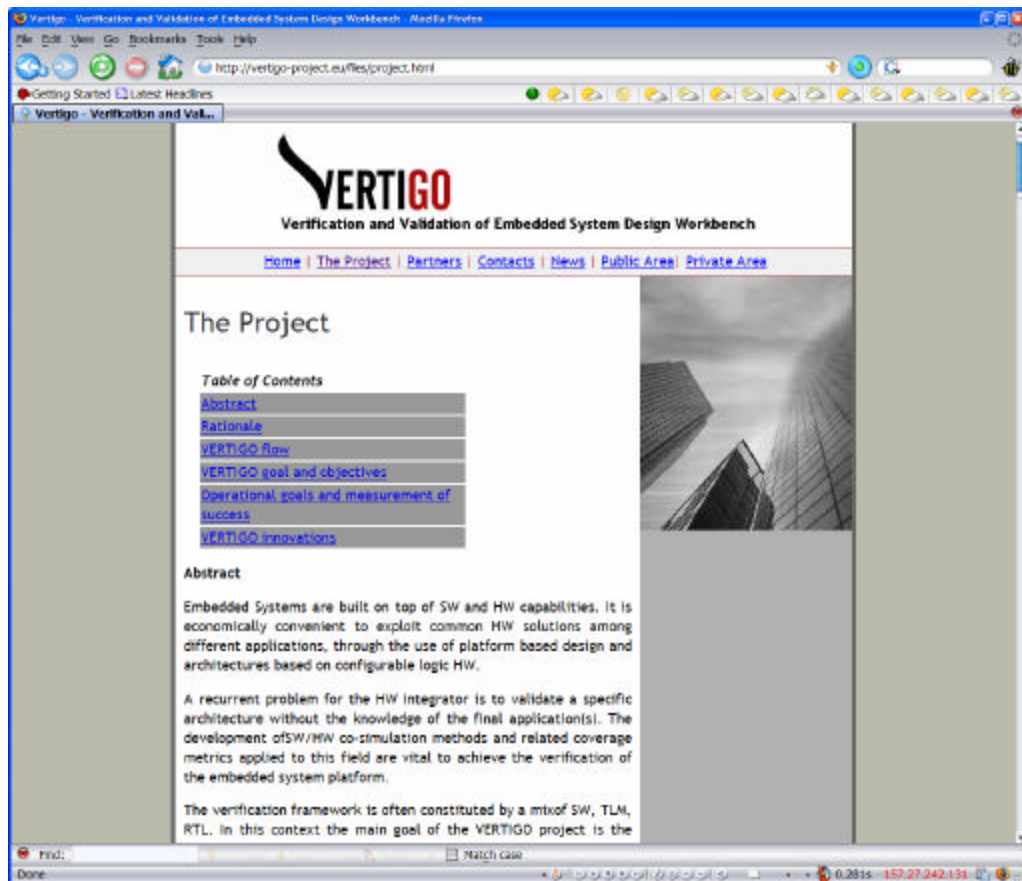 Vertigo - Verification and Validation of Embedded System Design Workbench - Mozilla Firefox
File Edit View Go Bookmarks Tools Help
http://vertigo-project.eu/files/project.html
Getting Started Latest Headlines
Vertigo - Verification and Vali...
VERTIGO
Verification and Validation of Embedded System Design Workbench
Home | The Project | Partners | Contacts | News | Public Area| Private Area
The Project
Table of Contents
Abstract
Rationale
VERTIGO flow
VERTIGO goal and objectives
Operational goals and measurement of
success
VERTIGO innovations
Abstract
Embedded Systems are built on top of SW and HW capabilities. It is
economically convenient to exploit common HW solutions among
different applications, through the use of platform based design and
architectures based on configurable logic HW.
A recurrent problem for the HW integrator is to validate a specific
architecture without the knowledge of the final application(s). The
development ofSW/HW co-simulation methods and related coverage
metrics applied to this field are vital to achieve the verification of
the embedded system platform.
The verification framework is often constituted by a mixof SW, TLM,
RTL. In this context the main goal of the VERTIGO project is the
Find:
Match case
Done
0.281s 157.27.242.131